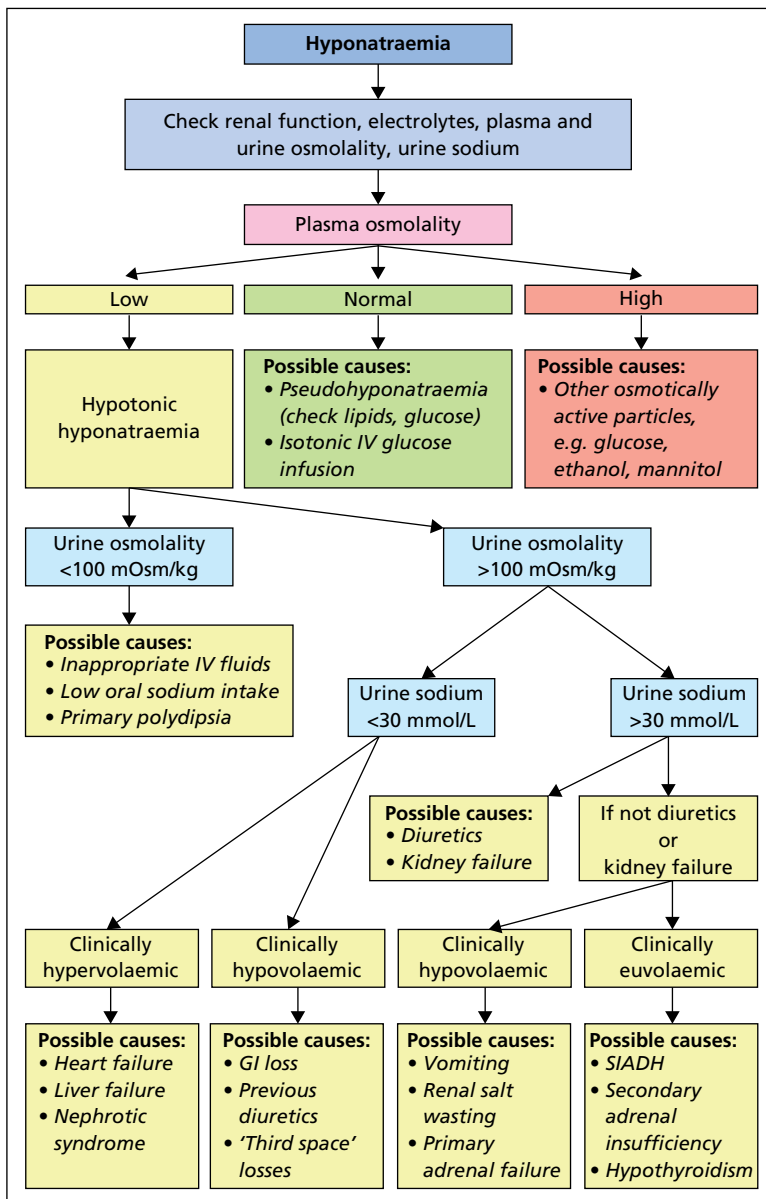 Hyponatraemia
Check renal function, electrolytes, plasma and
urine osmolality, urine sodium
Plasma osmolality
Low
Normal
High
Hypotonic
hyponatraemia
Possible causes:
• Pseudohyponatraemia
(check lipids, glucose)
• Isotonic IV glucose
infusion
Possible causes:
• Other osmotically
active particles,
e.g. glucose,
ethanol, mannitol
Urine osmolality
<100 mOsm/kg
Urine osmolality
>100 mOsm/kg
Possible causes:
• Inappropriate IV fluids
• Low oral sodium intake
• Primary polydipsia
Urine sodium
<30 mmol/L
Urine sodium
>30 mmol/L
Possible causes:
• Diuretics
• Kidney failure
If not diuretics
or
kidney failure
Clinically
hypervolaemic
Clinically
hypovolaemic
Clinically
hypovolaemic
Clinically
euvolaemic
Possible causes:
• Heart failure
• Liver failure
• Nephrotic
syndrome
Possible causes:
• GI loss
• Previous
diuretics
• ‘Third space’
losses
Possible causes:
• Vomiting
• Renal salt
wasting
• Primary
adrenal failure
Possible causes:
• SIADH
• Secondary
adrenal
insufficiency
• Hypothyroidism